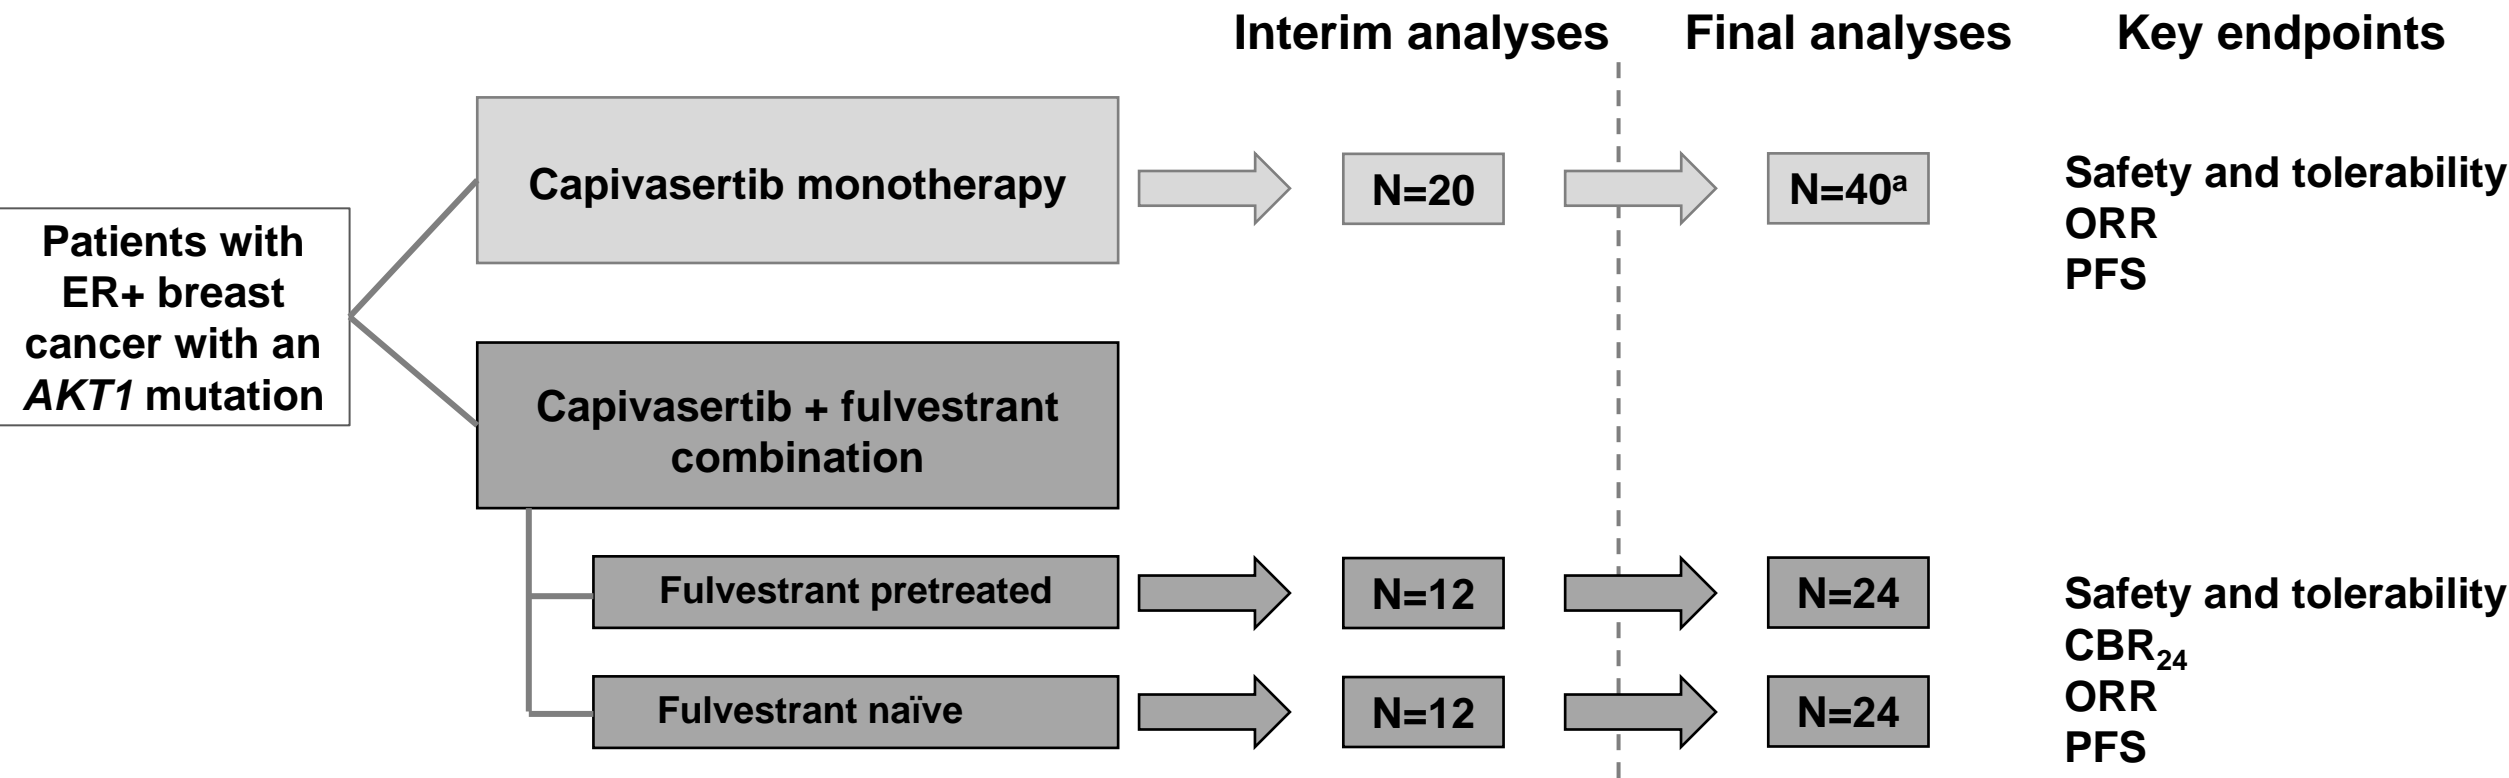 Interim analyses
Final analyses
Key endpoints
Patients with
ER+ breast
cancer with an
AKT1 mutation
Capivasertib monotherapy
N=20
N=40ᵃ
Safety and tolerability
ORR
PFS
Capivasertib + fulvestrant
combination
Fulvestrant pretreated
N=12
N=24
Fulvestrant naïve
N=12
N=24
Safety and tolerability
CBR₂₄
ORR
PFS